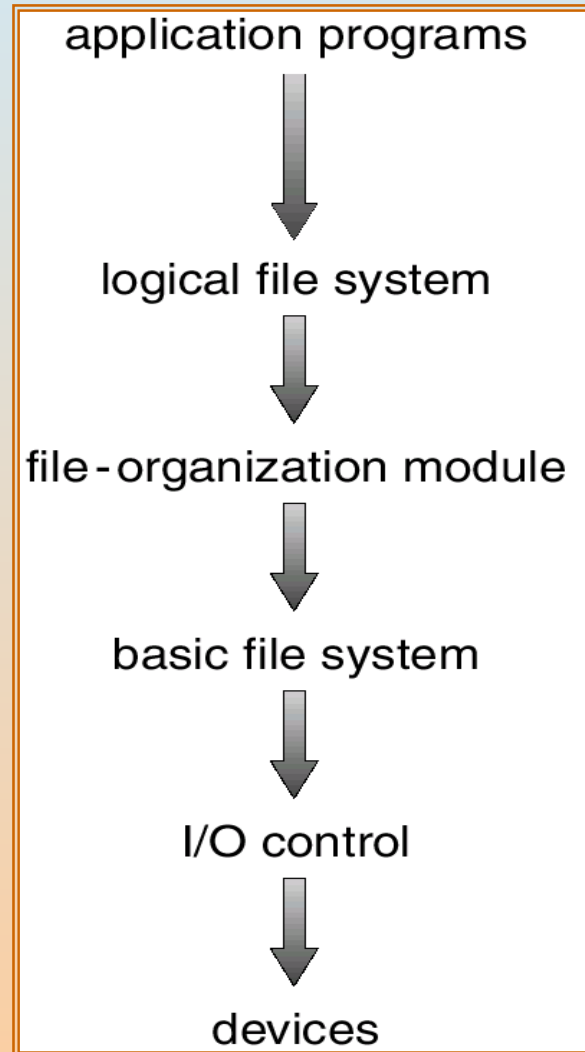 application programs
logical file system
file-organization module
basic file system
I/O control
devices